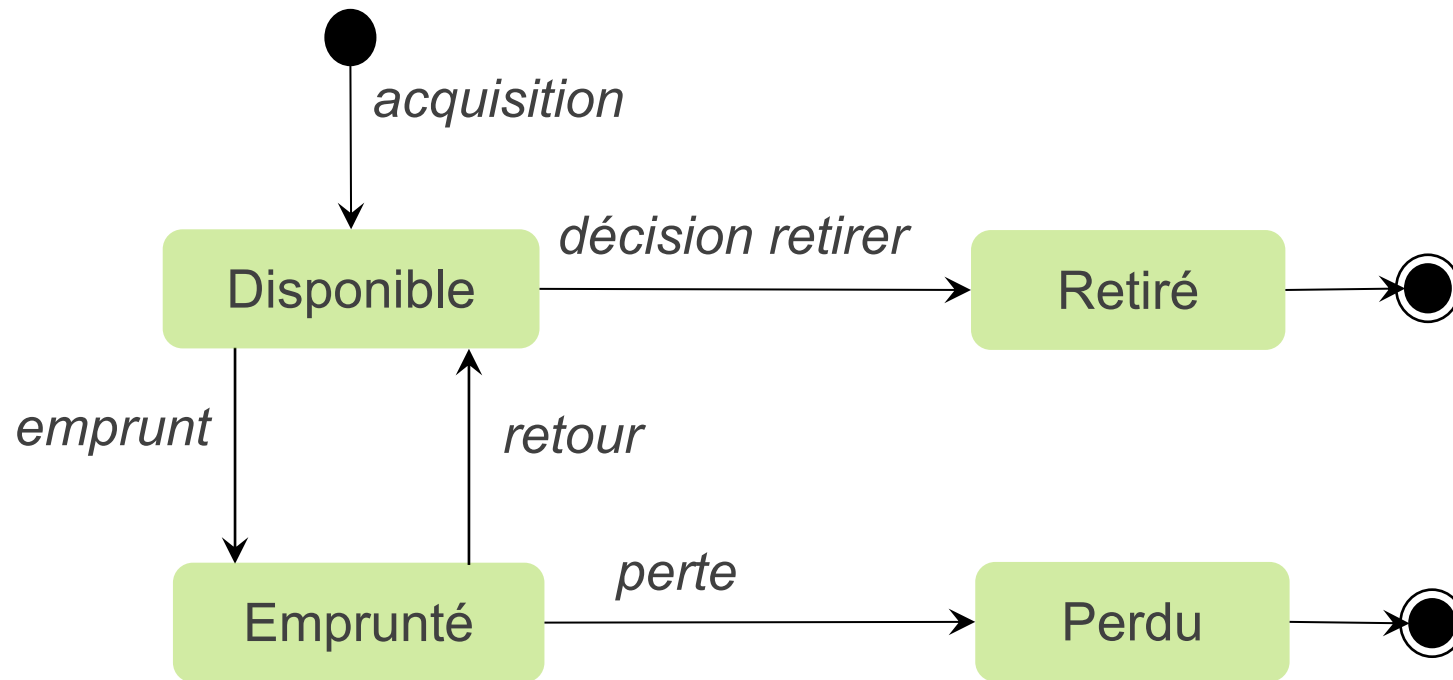 acquisition
décision retirer
Disponible
Retiré
emprunt
retour
perte
Emprunté
Perdu